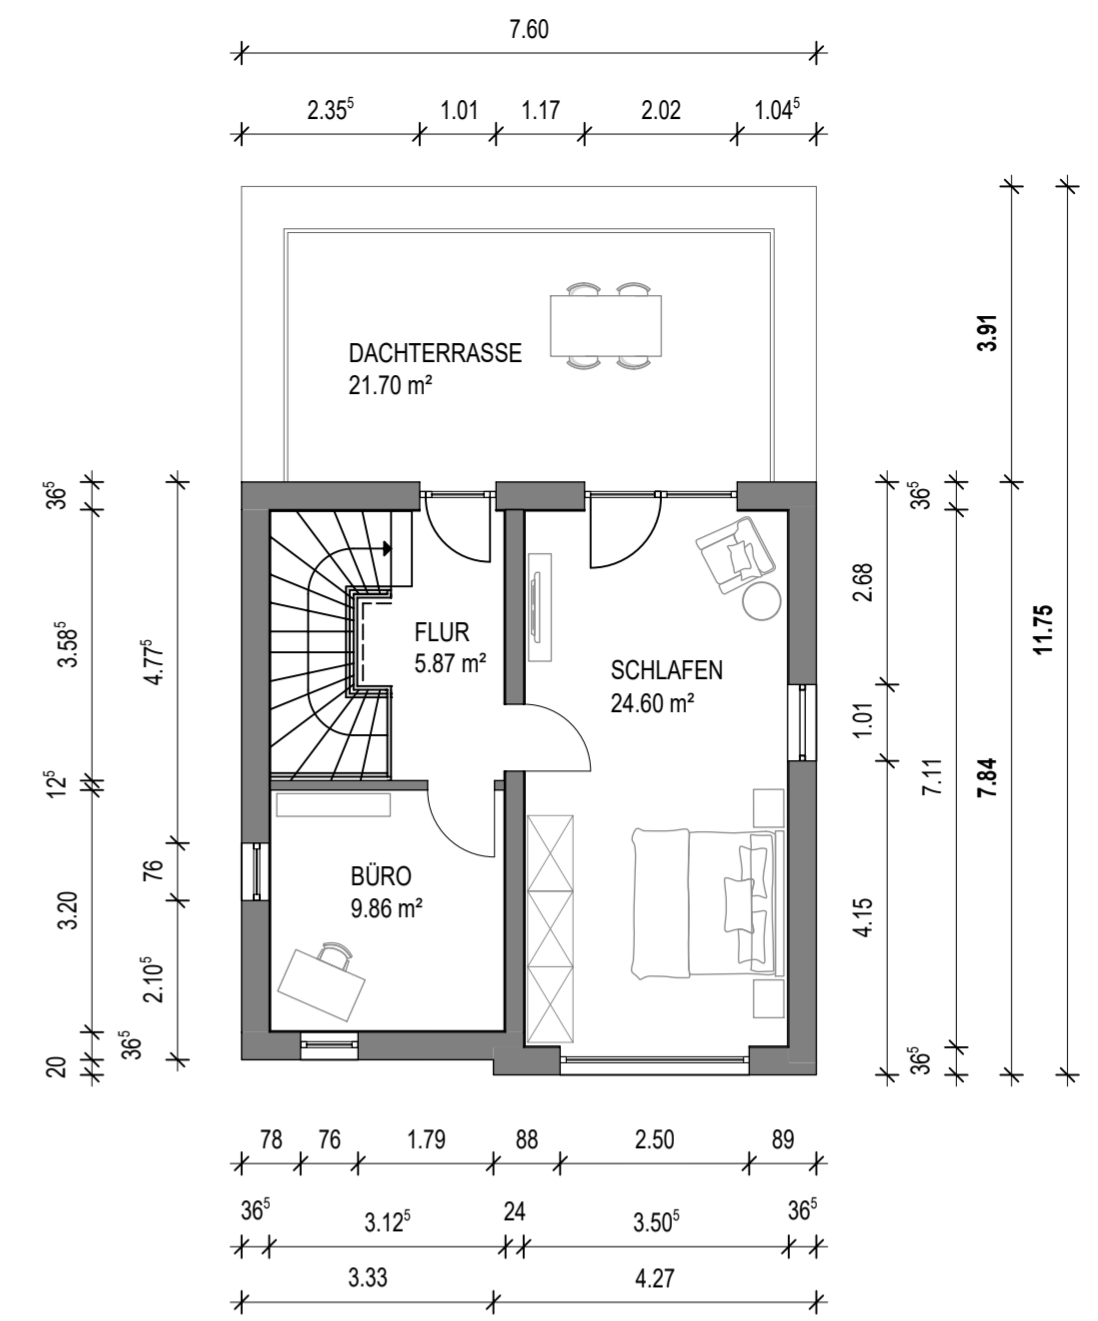 7.60
2.35⁵ 1.01 1.17 2.02 1.04⁵
3.91
DACHTERRASSE
21.70 m²
36⁵
36⁵
2.68
11.75
3.58⁵
4.77⁵
FLUR
5.87 m²
SCHLAFEN
24.60 m²
1.01
7.11
7.84
12⁵
76
BÜRO
9.86 m²
3.20
4.15
2.10⁵
36⁵
20
36⁵
78 76 1.79 88 2.50 89
36⁵ 3.12⁵ 24 3.50⁵ 36⁵
3.33 4.27